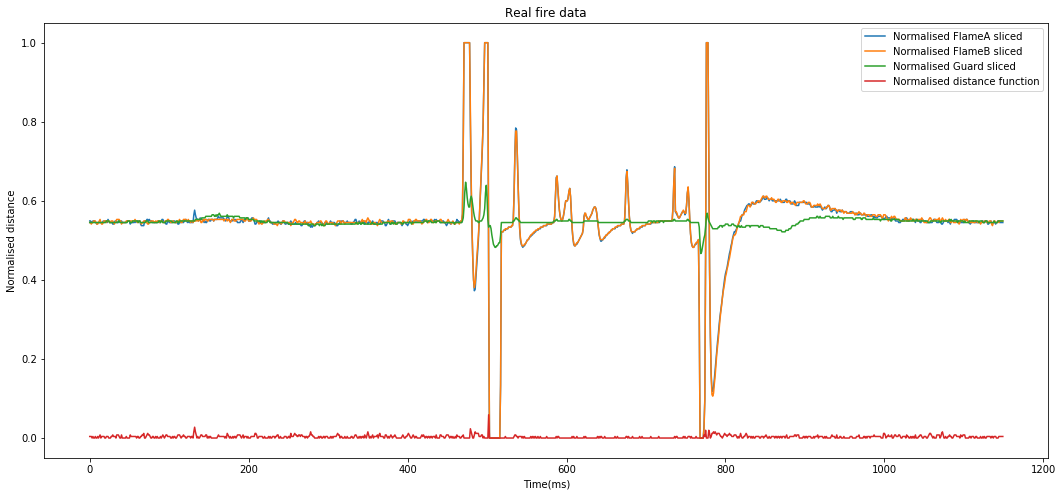 Real fire data
Normalised FlameA sliced
Normalised FlameB sliced
Normalised Guard sliced
Normalised distance function
Normalised distance
1.0
0.8
0.6
0.4
0.2
0.0
0
200
400
600
800
1000
1200
Time(ms)